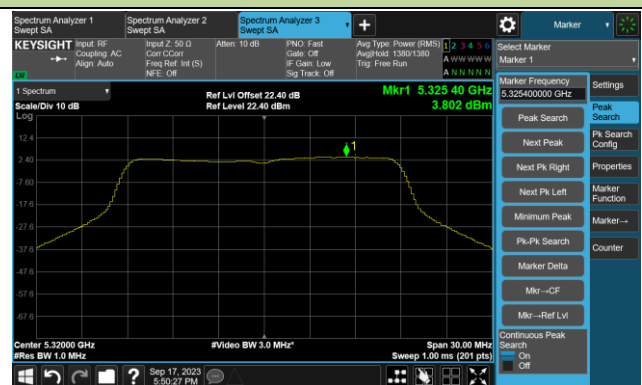 Spectrum Analyzer 1
Swept SA
Spectrum Analyzer 2
Swept SA
Spectrum Analyzer 3
Swept SA
Marker
KEYSIGHT
Input: RF
Coupling: AC
Align: Auto
Input Z: 50 Ω
Corr CCorr
Freq Ref: Int (S)
NFE: Off
Atten: 10 dB
PNO: Fast
Gate: Off
IF Gain: Low
Sig Track: Off
Avg Type: Power (RMS)
Avg|Hold: 1380/1380
Trig: Free Run
1 2 3 4 5 6
A W W W W W
A N N N N N
LW
Select Marker
Marker 1
1 Spectrum
Scale/Div 10 dB
Log
Ref Lvl Offset 22.40 dB
Ref Level 22.40 dBm
Mkr1 5.325 40 GHz
3.802 dBm
12.4
2.40
-7.60
-17.6
-27.6
-37.6
-47.6
-57.6
-67.6
1
Center 5.32000 GHz
#Res BW 1.0 MHz
#Video BW 3.0 MHz*
Span 30.00 MHz
Sweep 1.00 ms (201 pts)
Marker Frequency
5.325400000 GHz
Peak Search
Next Peak
Next Pk Right
Next Pk Left
Minimum Peak
Pk-Pk Search
Marker Delta
Mkr→CF
Mkr→Ref Lvl
Continuous Peak
Search
On
Off
Settings
Peak
Search
Pk Search
Config
Properties
Marker
Function
Marker→
Counter
Sep 17, 2023
5:50:27 PM